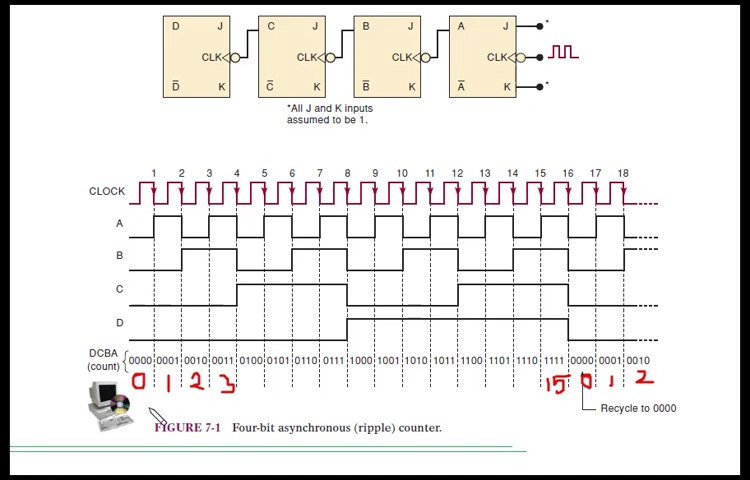 D J C J B J A J *
CLK CLK CLK CLK
D̅ K C̅ K B̅ K A̅ K *
*All J and K inputs
assumed to be 1.
1 2 3 4 5 6 7 8 9 10 11 12 13 14 15 16 17 18
CLOCK
A
B
C
D
DCBA
(count) 0000 0001 0010 0011 0100 0101 0110 0111 1000 1001 1010 1011 1100 1101 1110 1111 0000 0001 0010
0 1 2 3 15 0 1 2
Recycle to 0000
FIGURE 7-1 Four-bit asynchronous (ripple) counter.